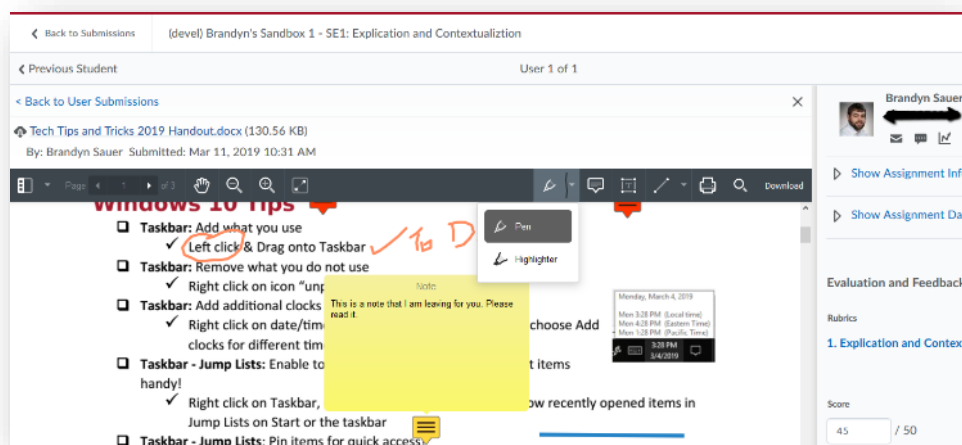 Back to Submissions
(devel) Brandyn's Sandbox 1 - SE1: Explication and Contextualiztion
Previous Student
User 1 of 1
< Back to User Submissions
Tech Tips and Tricks 2019 Handout.docx (130.56 KB)
By: Brandyn Sauer Submitted: Mar 11, 2019 10:31 AM
Page 1 of 3
Download
Windows 10 Tips
Taskbar: Add what you use
Left click & Drag onto Taskbar
To D
Taskbar: Remove what you do not use
Right click on icon "unp
Taskbar: Add additional clocks
Right click on date/time
choose Add
clocks for different tim
Taskbar - Jump Lists: Enable to
t items
handy!
Right click on Taskbar,
ow recently opened items in
Jump Lists on Start or the taskbar
Taskbar - Jump Lists: Pin items for quick access!
Pen
Highlighter
Note
This is a note that I am leaving for you. Please
read it.
Monday, March 4, 2019
Mon 3:28 PM (Local time)
Mon 4:28 PM (Eastern Time)
Mon 1:28 PM (Pacific Time)
3:28 PM
3/4/2019
Brandyn Sauer
Show Assignment Inf
Show Assignment Da
Evaluation and Feedback
Rubrics
1. Explication and Contex
Score
45 / 50